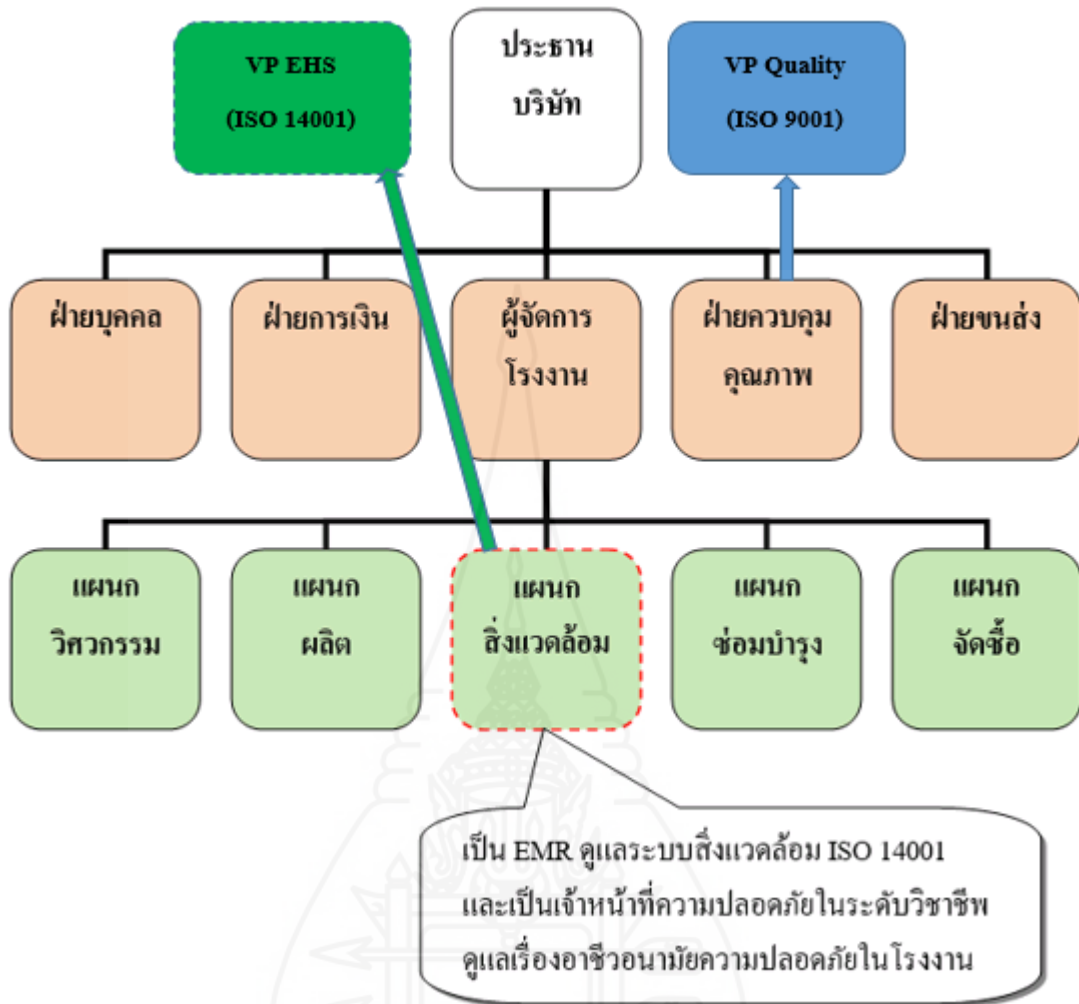 VP EHS
(ISO 14001)
ประธาน
บริษัท
VP Quality
(ISO 9001)
ฝ่ายบุคคล
ฝ่ายการเงิน
ผู้จัดการ
โรงงาน
ฝ่ายควบคุม
คุณภาพ
ฝ่ายขนส่ง
แผนก
วิศวกรรม
แผนก
ผลิต
แผนก
สิ่งแวดล้อม
แผนก
ซ่อมบำรุง
แผนก
จัดซื้อ
เป็น EMR ดูแลระบบสิ่งแวดล้อม ISO 14001
และเป็นเจ้าหน้าที่ความปลอดภัยในระดับวิชาชีพ
ดูแลเรื่องอาชีวอนามัยความปลอดภัยในโรงงาน